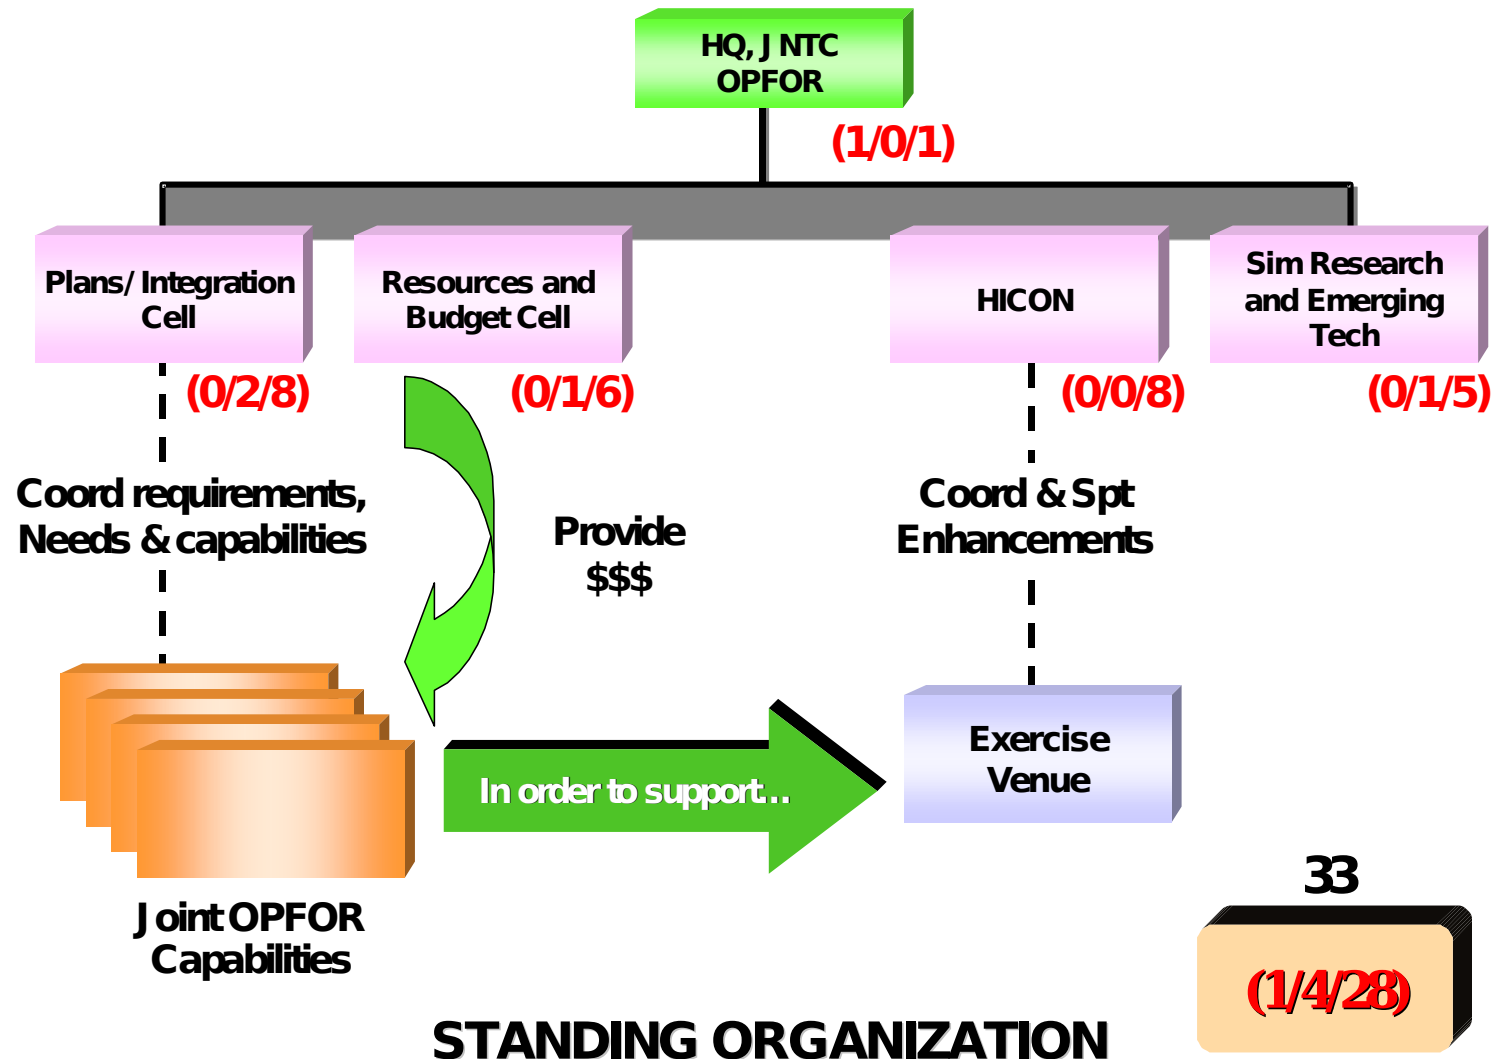 HQ, JNTC
OPFOR
(1/0/1)
Plans/Integration
Cell
(0/2/8)
Resources and
Budget Cell
(0/1/6)
HICON
(0/0/8)
Sim Research
and Emerging
Tech
(0/1/5)
Coord requirements,
Needs & capabilities
Provide
$$$
Coord & Spt
Enhancements
In order to support...
Exercise
Venue
Joint OPFOR
Capabilities
33
(1/4/28)
STANDING ORGANIZATION